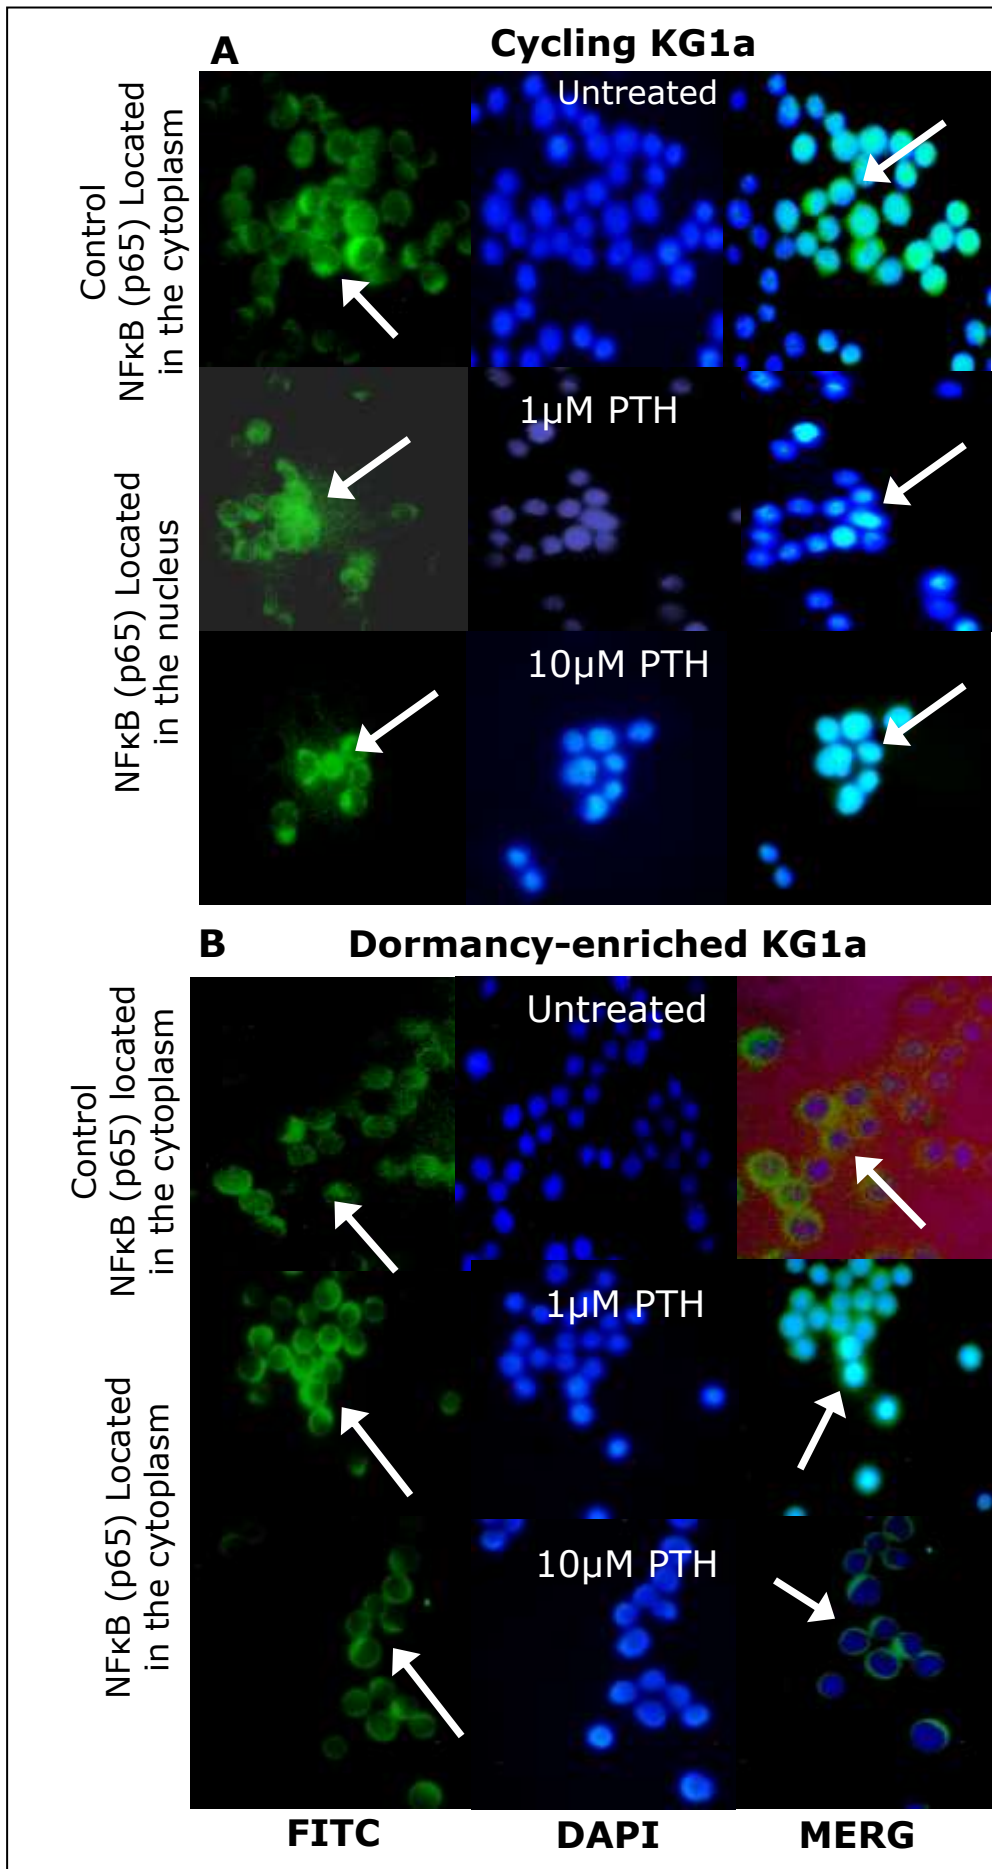 A
Cycling KG1a
Control
NFκB (p65) Located
in the cytoplasm
Untreated
NFκB (p65) Located
in the nucleus
1µM PTH
10µM PTH
B
Dormancy-enriched KG1a
Control
NFκB (p65) located
in the cytoplasm
Untreated
NFκB (p65) Located
in the cytoplasm
1µM PTH
10µM PTH
FITC
DAPI
MERG